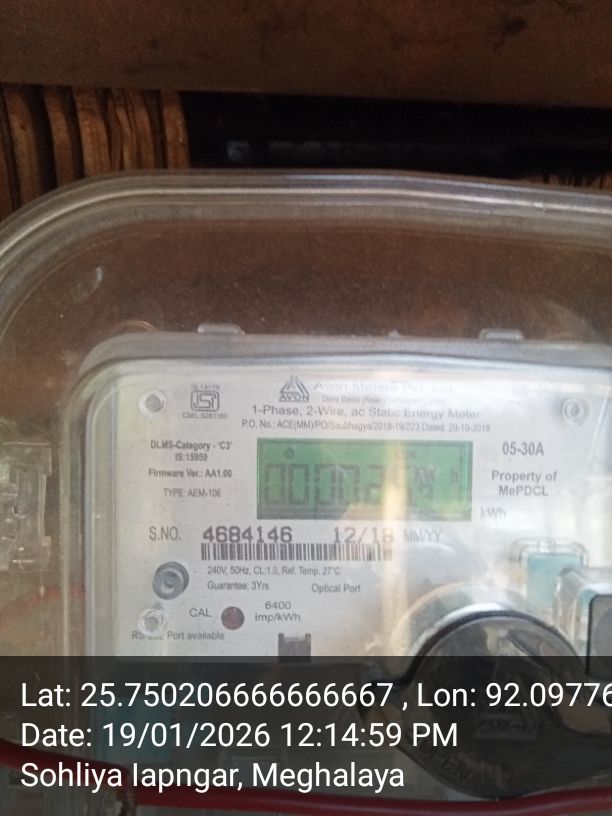 IS 13779
ISI
CM/L 9281180
AVON
Avon Meters Pvt. Ltd.
1-Phase, 2-Wire, ac Static Energy Meter
P.O. No.: ACE(MM)/PO/Saubhagya/2018-19/223 Dated: 29-10-2018
DLMS-Category - 'C3'
IS:15959
Firmware Ver.: AA1.00
TYPE: AEM-106
05-30A
Property of
MePDCL
kWh
S.NO. 4684146 12/18 MM/YY
240V, 50Hz, CL:1.0, Ref. Temp. 27°C
Guarantee: 3Yrs. Optical Port
CAL 6400
imp/kWh
Port available
Lat: 25.750206666666667 , Lon: 92.09776
Date: 19/01/2026 12:14:59 PM
Sohliya Iapngar, Meghalaya